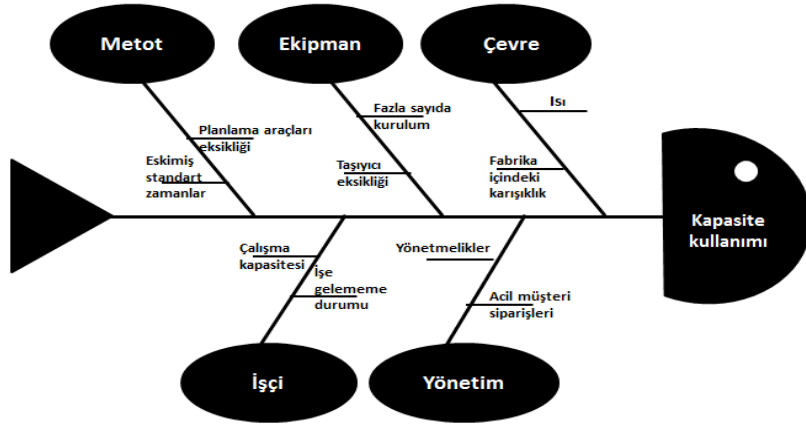 Metot
Ekipman
Çevre
Planlama araçları
eksikliği
Eskimiş
standart
zamanlar
Fazla sayıda
kurulum
Taşıyıcı
eksikliği
Isı
Fabrika
içindeki
karışıklık
Kapasite
kullanımı
Çalışma
kapasitesi
İşe
gelememe
durumu
Yönetmelikler
Acil müşteri
siparişleri
İşçi
Yönetim